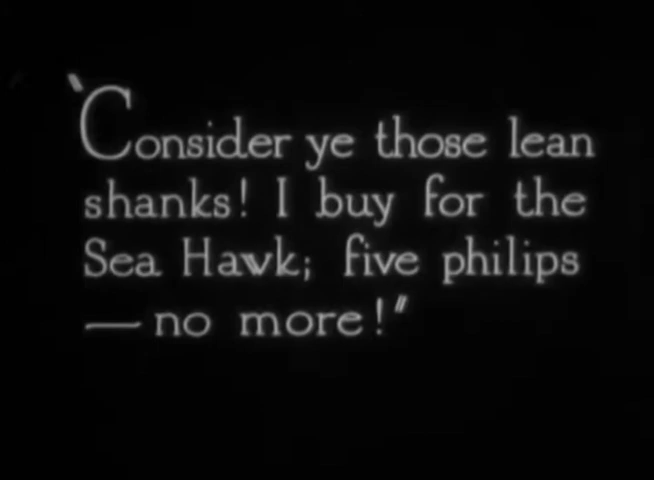 "Consider ye those lean
shanks! I buy for the
Sea Hawk; five philips
— no more!"